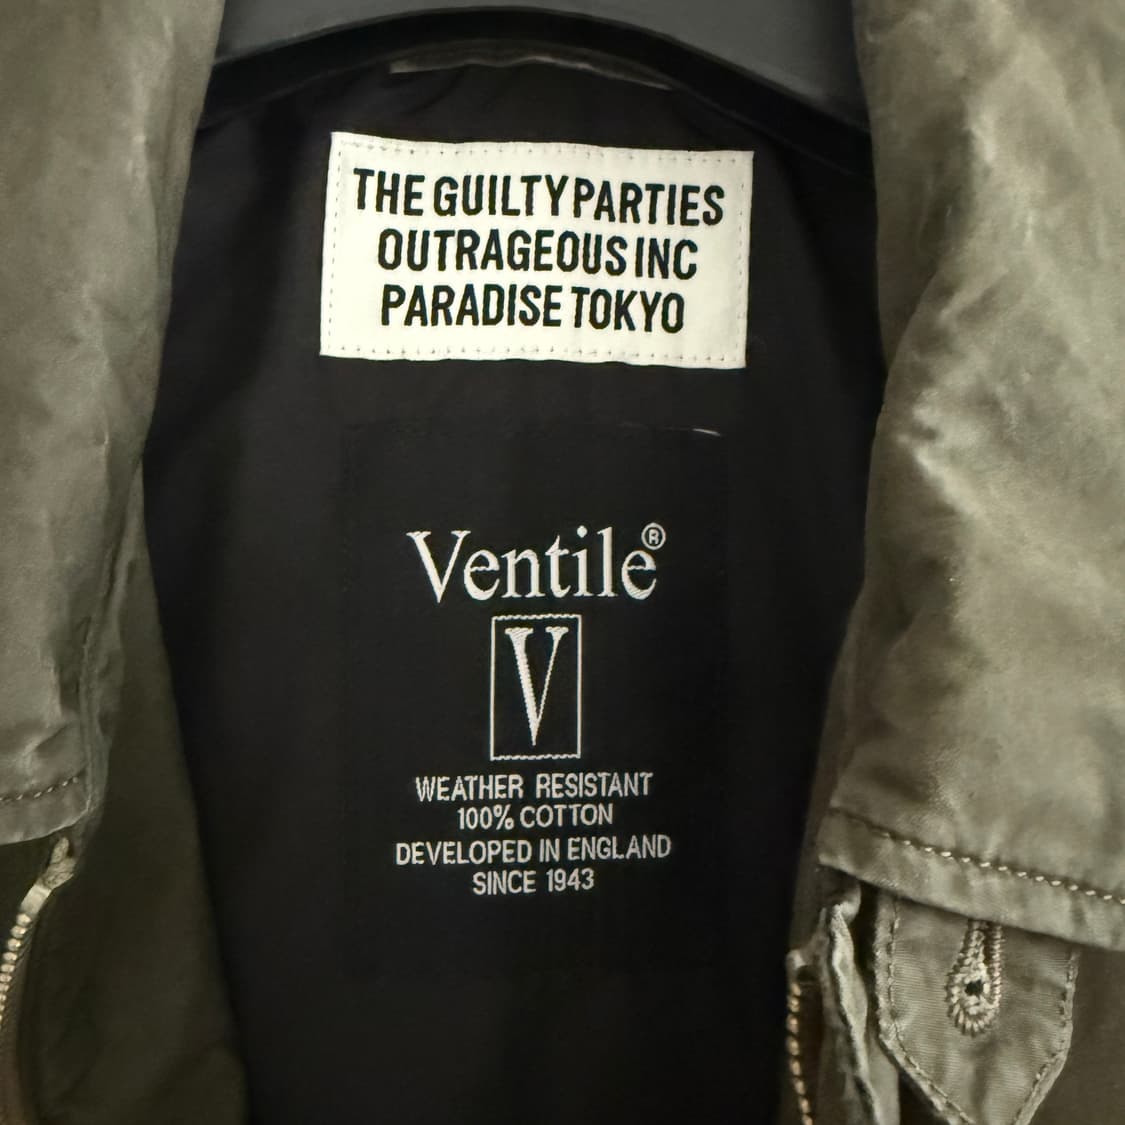 THE GUILTY PARTIES
OUTRAGEOUS INC
PARADISE TOKYO
Ventile®
V
WEATHER RESISTANT
100% COTTON
DEVELOPED IN ENGLAND
SINCE 1943